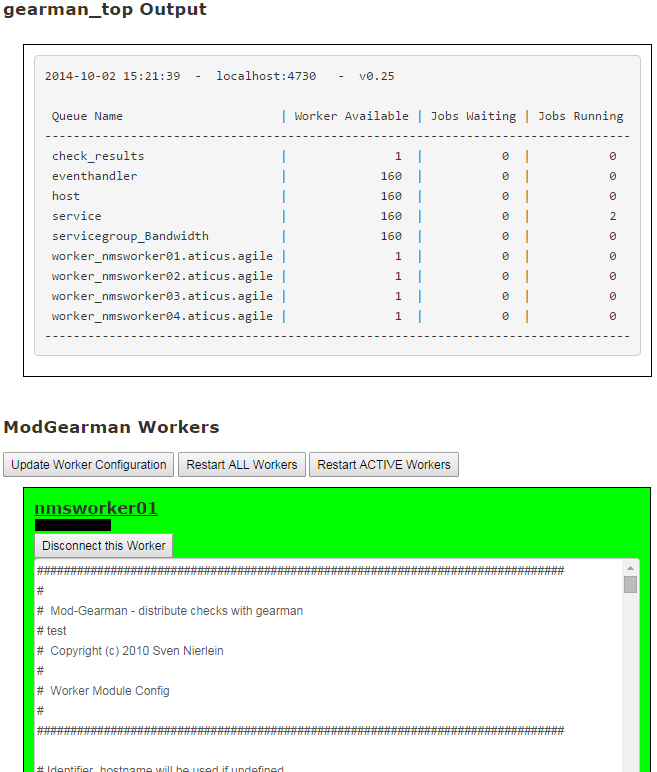 gearman_top Output
2014-10-02 15:21:39  -  localhost:4730   -  v0.25
Queue Name                      | Worker Available | Jobs Waiting | Jobs Running
----------------------------------------------------------------------------------
check_results                   |               1  |           0  |           0
eventhandler                    |             160  |           0  |           0
host                            |             160  |           0  |           0
service                         |             160  |           0  |           2
servicegroup_Bandwidth          |             160  |           0  |           0
worker_nmsworker01.aticus.agile |               1  |           0  |           0
worker_nmsworker02.aticus.agile |               1  |           0  |           0
worker_nmsworker03.aticus.agile |               1  |           0  |           0
worker_nmsworker04.aticus.agile |               1  |           0  |           0
----------------------------------------------------------------------------------
ModGearman Workers
Update Worker Configuration Restart ALL Workers Restart ACTIVE Workers
nmsworker01
Disconnect this Worker
###############################################################################
#
#  Mod-Gearman - distribute checks with gearman
# test
#  Copyright (c) 2010 Sven Nierlein
#
#  Worker Module Config
#
###############################################################################
# Identifier, hostname will be used if undefined